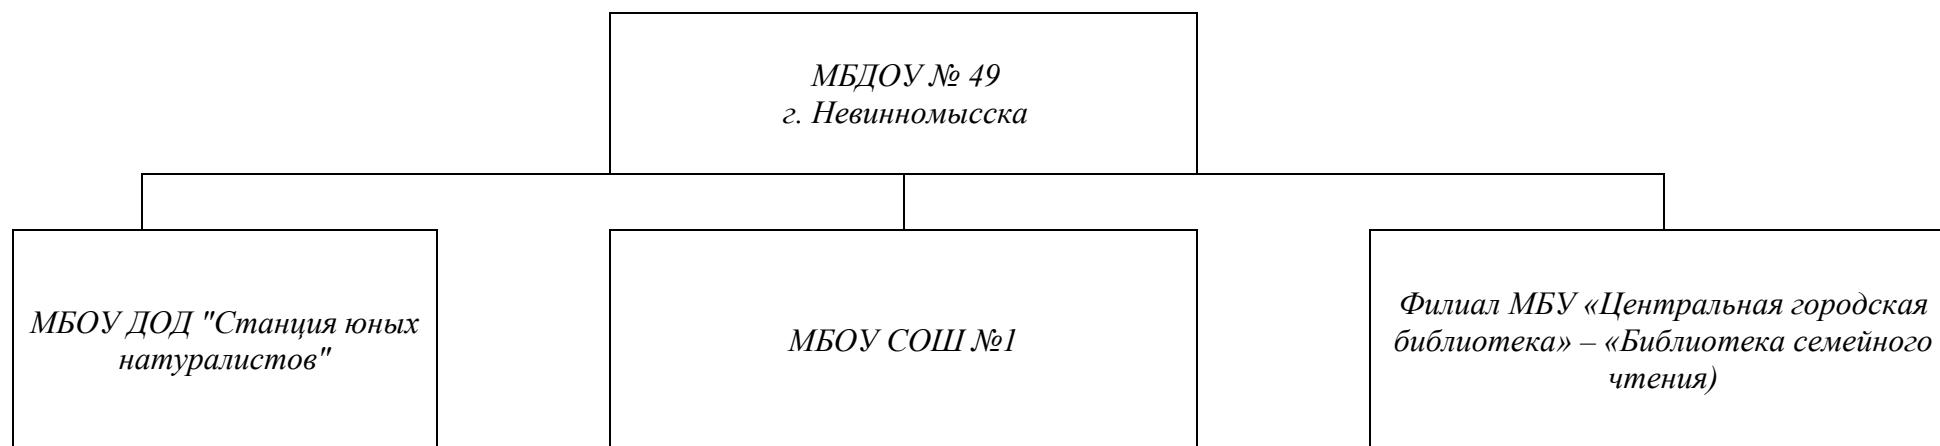 МБДОУ № 49
г. Невинномысска
МБОУ ДОД "Станция юных
натуралистов"
МБОУ СОШ №1
Филиал МБУ «Центральная городская
библиотека» – «Библиотека семейного
чтения)